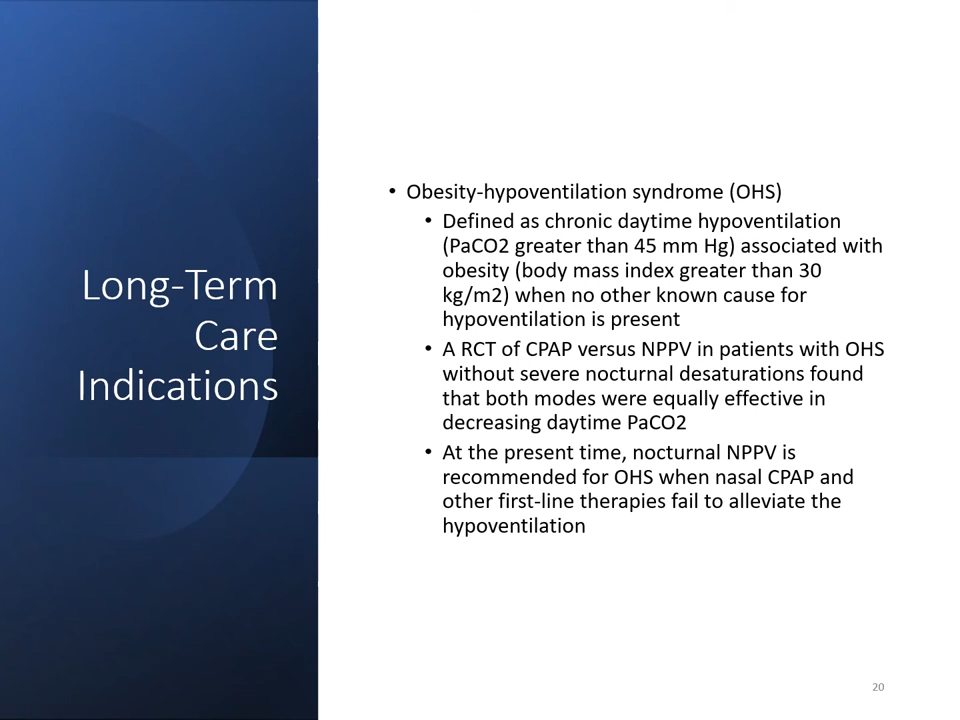 Long-Term
Care
Indications
• Obesity-hypoventilation syndrome (OHS)
• Defined as chronic daytime hypoventilation
(PaCO2 greater than 45 mm Hg) associated with
obesity (body mass index greater than 30
kg/m2) when no other known cause for
hypoventilation is present
• A RCT of CPAP versus NPPV in patients with OHS
without severe nocturnal desaturations found
that both modes were equally effective in
decreasing daytime PaCO2
• At the present time, nocturnal NPPV is
recommended for OHS when nasal CPAP and
other first-line therapies fail to alleviate the
hypoventilation
20